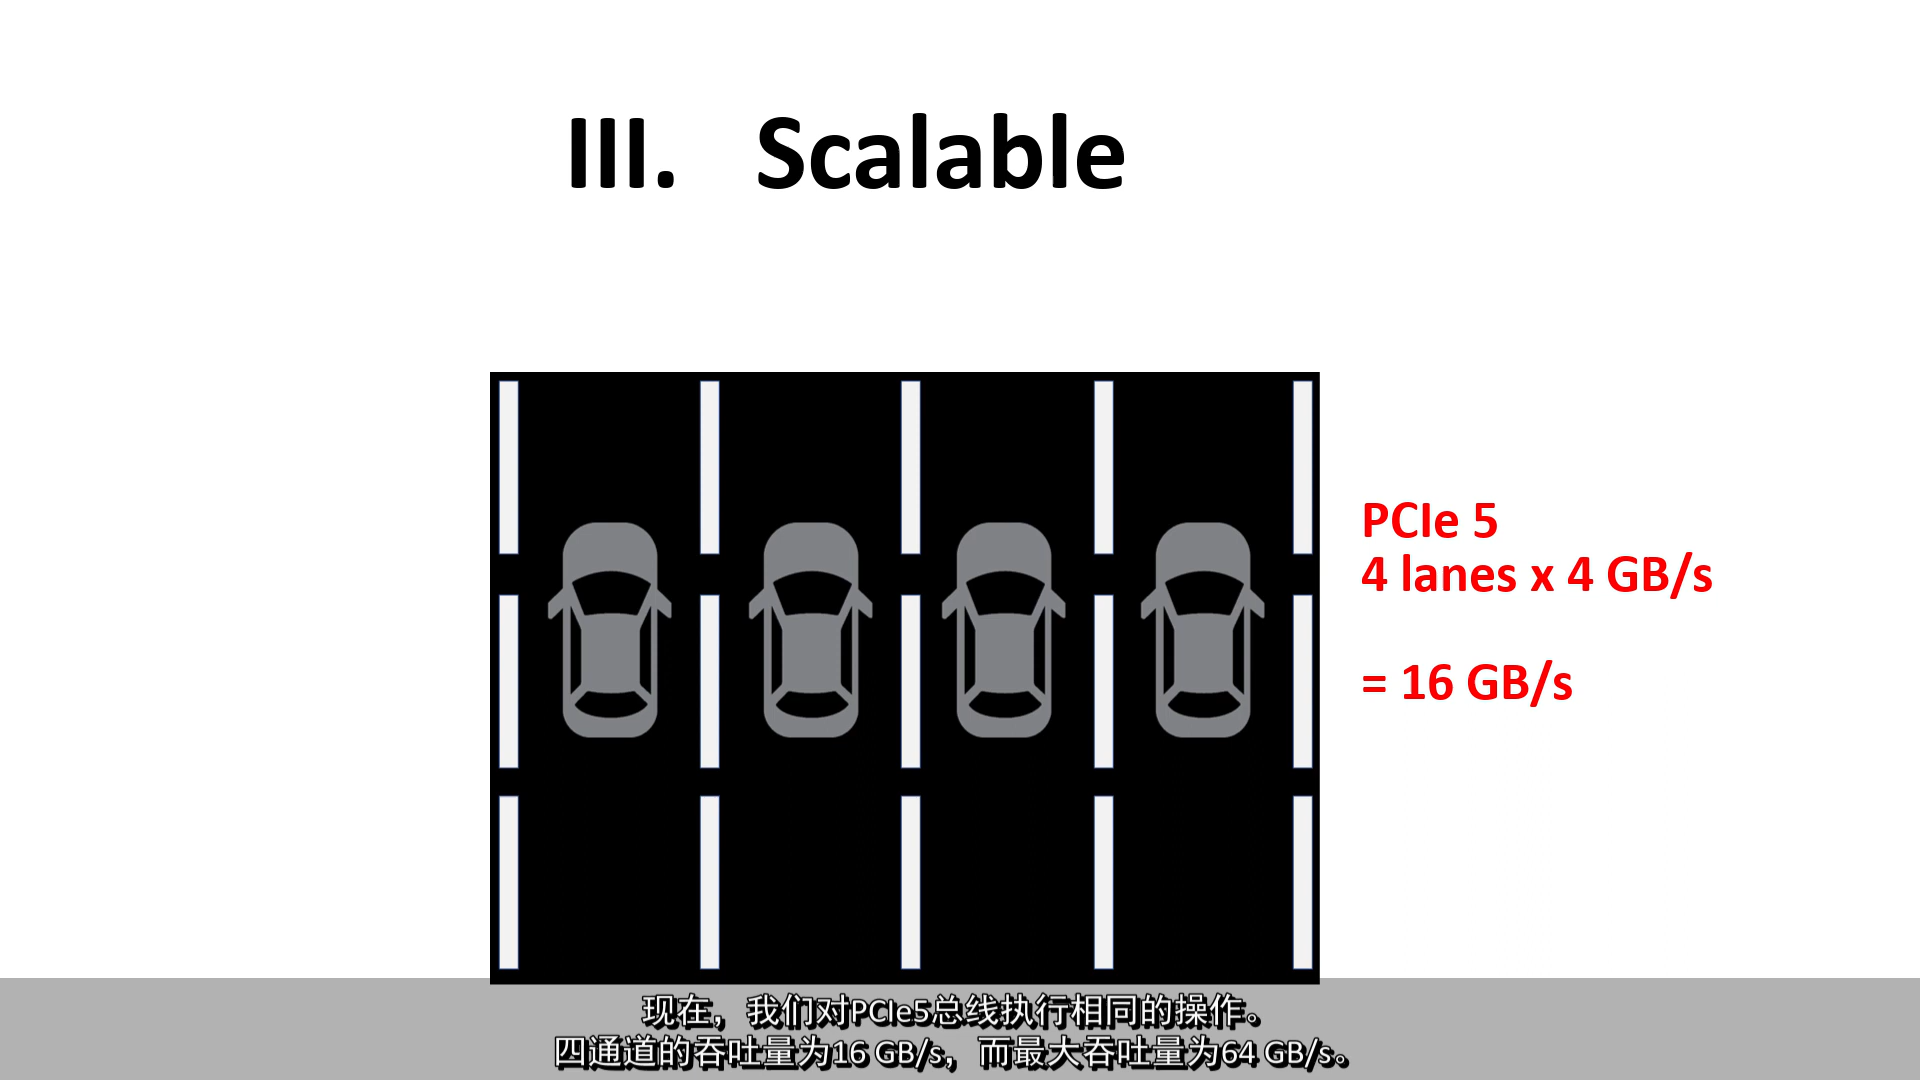 III. Scalable
PCIe 5
4 lanes x 4 GB/s
= 16 GB/s
现在，我们对PCIe5总线执行相同的操作。
四通道的吞吐量为16 GB/s，而最大吞吐量为64 GB/s。